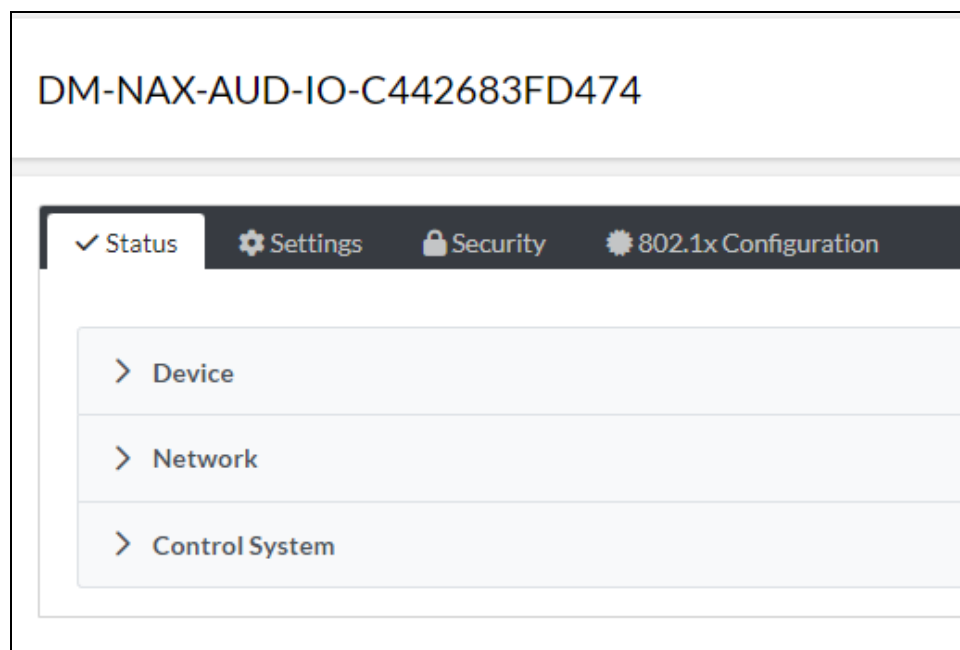 DM-NAX-AUD-IO-C442683FD474
Status Settings Security 802.1x Configuration
Device
Network
Control System